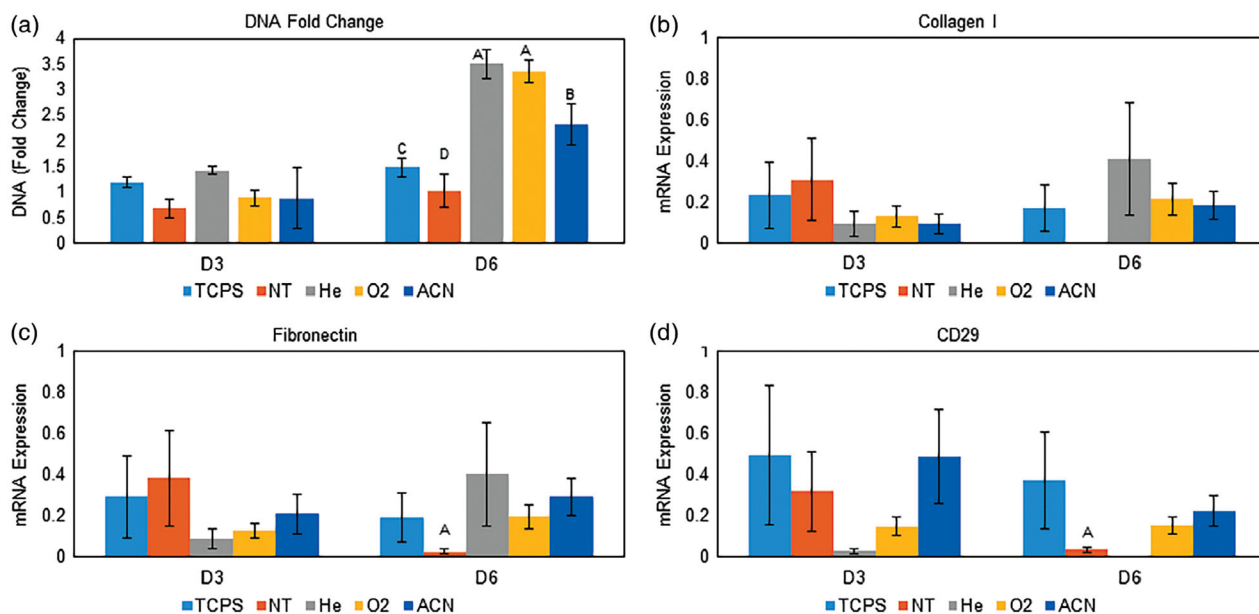 (a)
DNA Fold Change
DNA (Fold Change)
4
3.5
3
2.5
2
1.5
1
0.5
0
C
D
A
A
B
D3
D6
TCPS NT He O2 ACN
(b)
Collagen I
mRNA Expression
1
0.8
0.6
0.4
0.2
0
D3
D6
TCPS NT He O2 ACN
(c)
Fibronectin
mRNA Expression
1
0.8
0.6
0.4
0.2
0
A
D3
D6
TCPS NT He O2 ACN
(d)
CD29
mRNA Expression
1
0.8
0.6
0.4
0.2
0
A
D3
D6
TCPS NT He O2 ACN